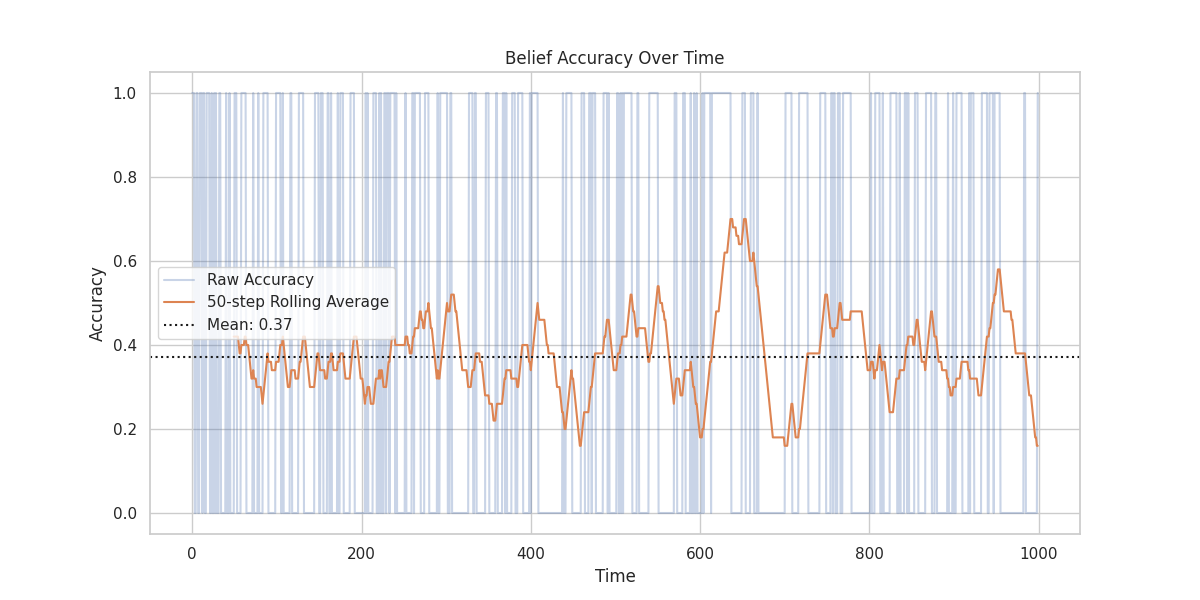 Belief Accuracy Over Time
Accuracy
1.0
0.8
0.6
0.4
0.2
0.0
Raw Accuracy
50-step Rolling Average
Mean: 0.37
0
200
400
600
800
1000
Time